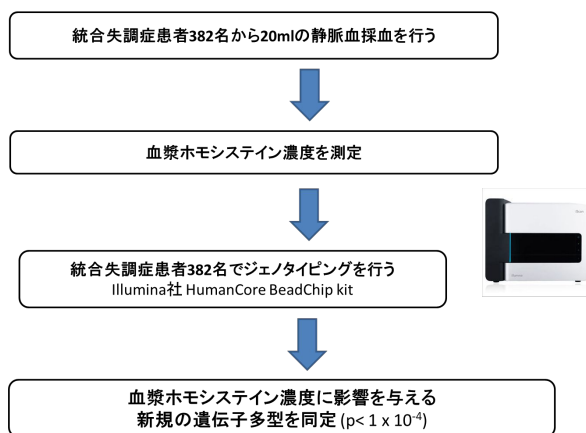 統合失調症患者382名から20mlの静脈血採血を行う
血漿ホモシステイン濃度を測定
統合失調症患者382名でジェノタイピングを行う
Illumina社 HumanCore BeadChip kit
血漿ホモシステイン濃度に影響を与える
新規の遺伝子多型を同定 (p< 1 x 10⁻⁴)